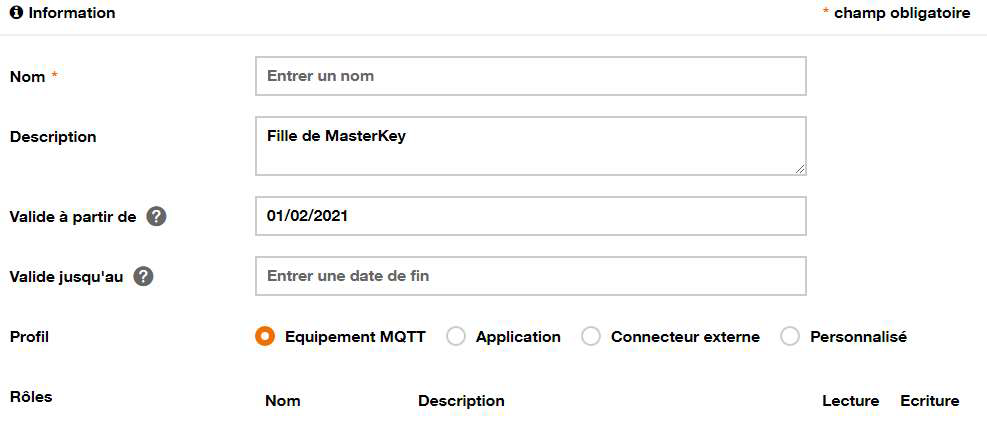 Information * champ obligatoire
Nom * Entrer un nom
Description Fille de MasterKey
Valide à partir de ? 01/02/2021
Valide jusqu'au ? Entrer une date de fin
Profil Equipement MQTT Application Connecteur externe Personnalisé
Rôles Nom Description Lecture Ecriture